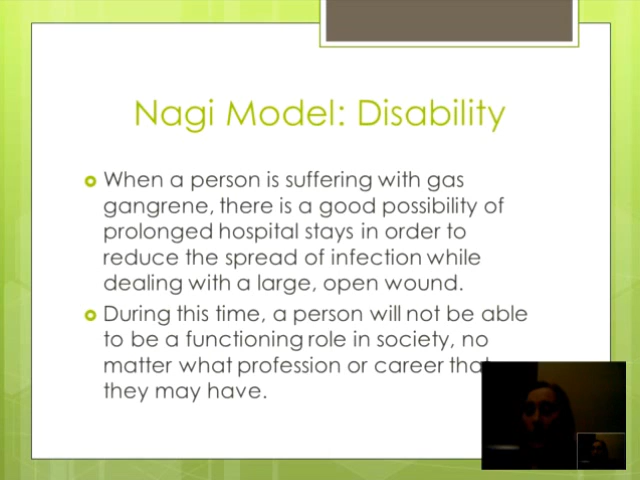 Nagi Model: Disability
When a person is suffering with gas
gangrene, there is a good possibility of
prolonged hospital stays in order to
reduce the spread of infection while
dealing with a large, open wound.
During this time, a person will not be able
to be a functioning role in society, no
matter what profession or career that
they may have.